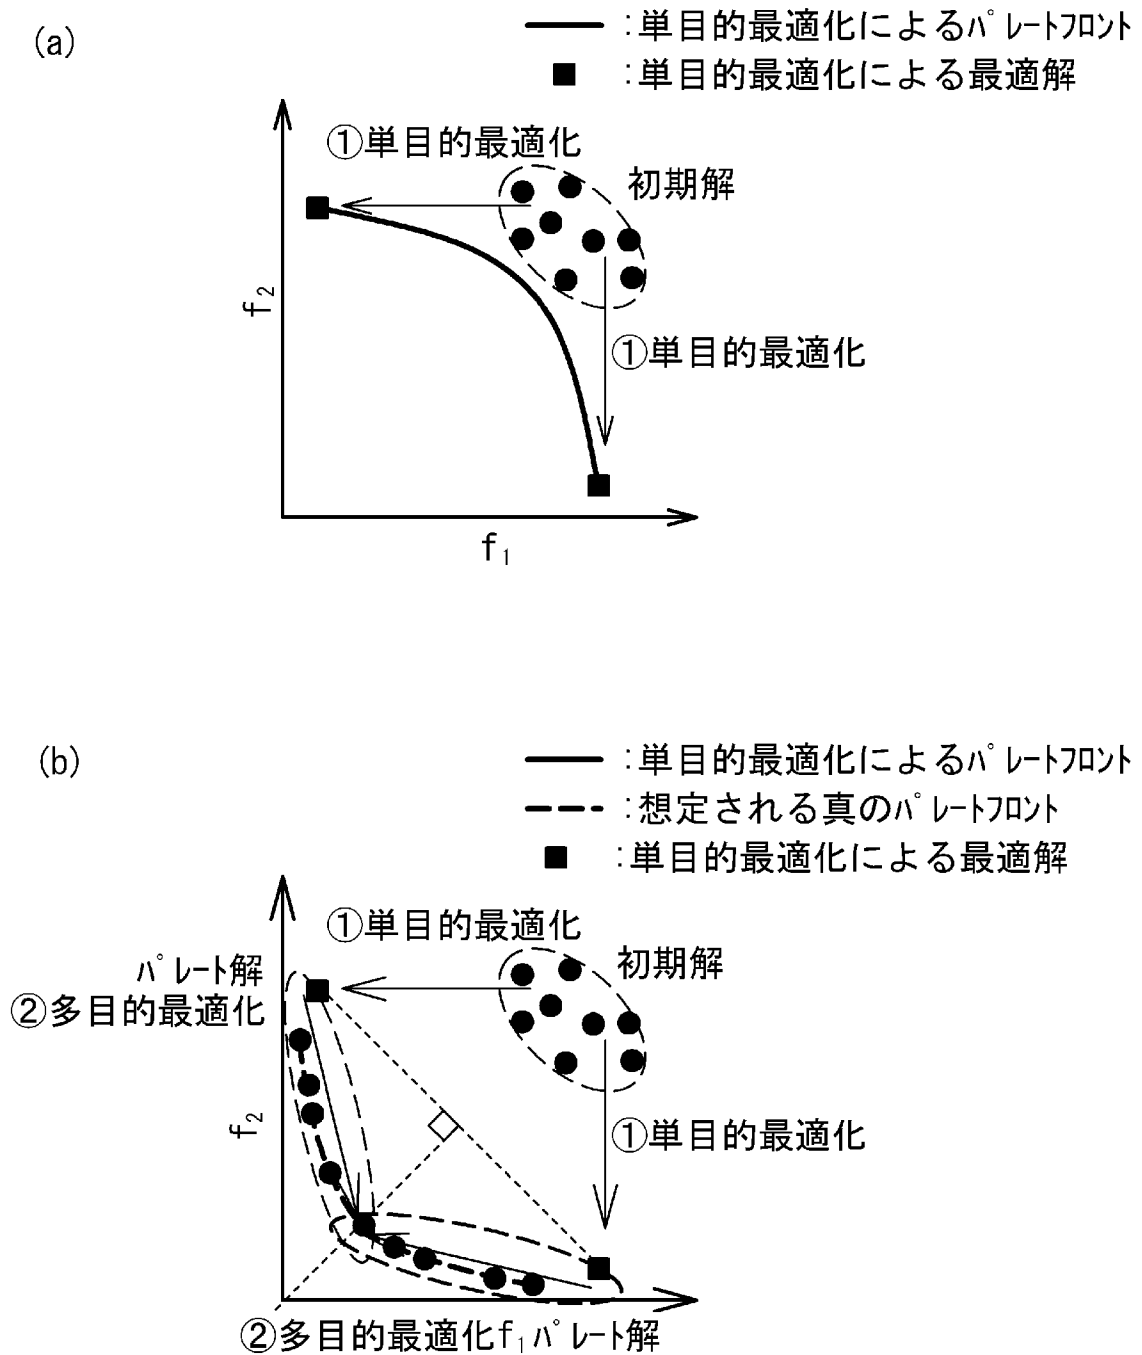 (a)
:単目的最適化によるパレートフロント
■ :単目的最適化による最適解
①単目的最適化
初期解
f2
①単目的最適化
f1
(b)
:単目的最適化によるパレートフロント
:想定される真のパレートフロント
■ :単目的最適化による最適解
①単目的最適化
初期解
パレート解
②多目的最適化
f2
①単目的最適化
②多目的最適化f1パレート解